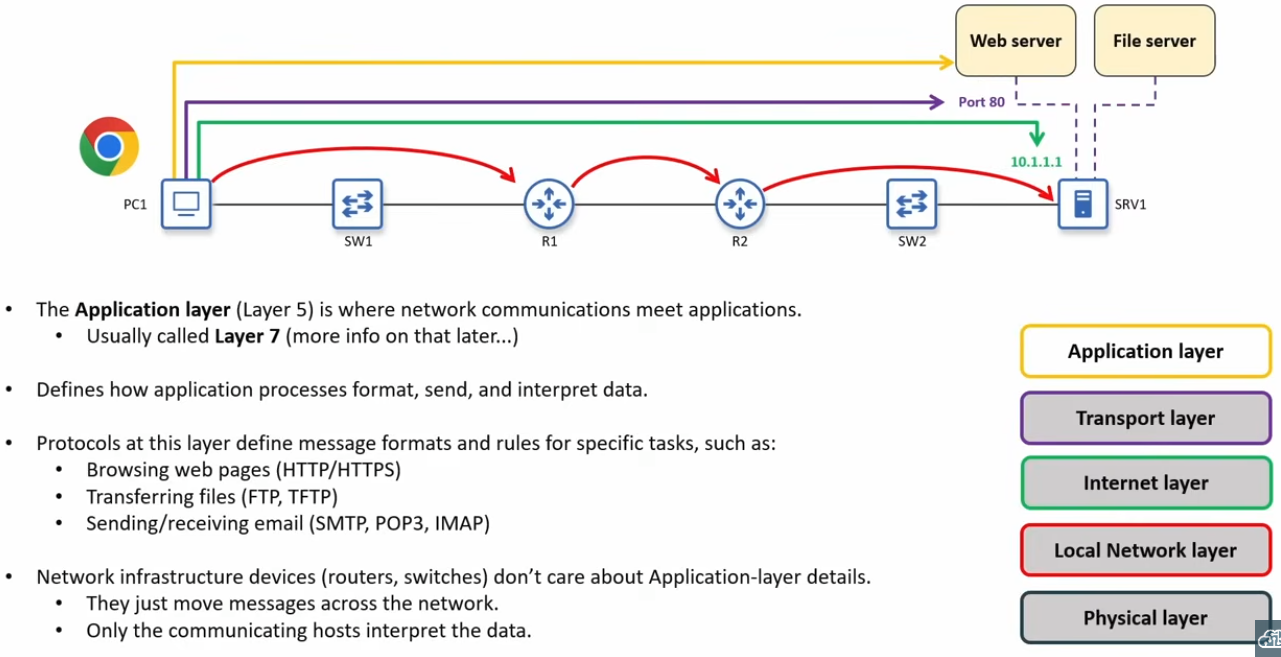 Web server
File server
Port 80
10.1.1.1
PC1
SW1
R1
R2
SW2
SRV1
• The Application layer (Layer 5) is where network communications meet applications.
• Usually called Layer 7 (more info on that later...)
• Defines how application processes format, send, and interpret data.
• Protocols at this layer define message formats and rules for specific tasks, such as:
• Browsing web pages (HTTP/HTTPS)
• Transferring files (FTP, TFTP)
• Sending/receiving email (SMTP, POP3, IMAP)
• Network infrastructure devices (routers, switches) don’t care about Application-layer details.
• They just move messages across the network.
• Only the communicating hosts interpret the data.
Application layer
Transport layer
Internet layer
Local Network layer
Physical layer